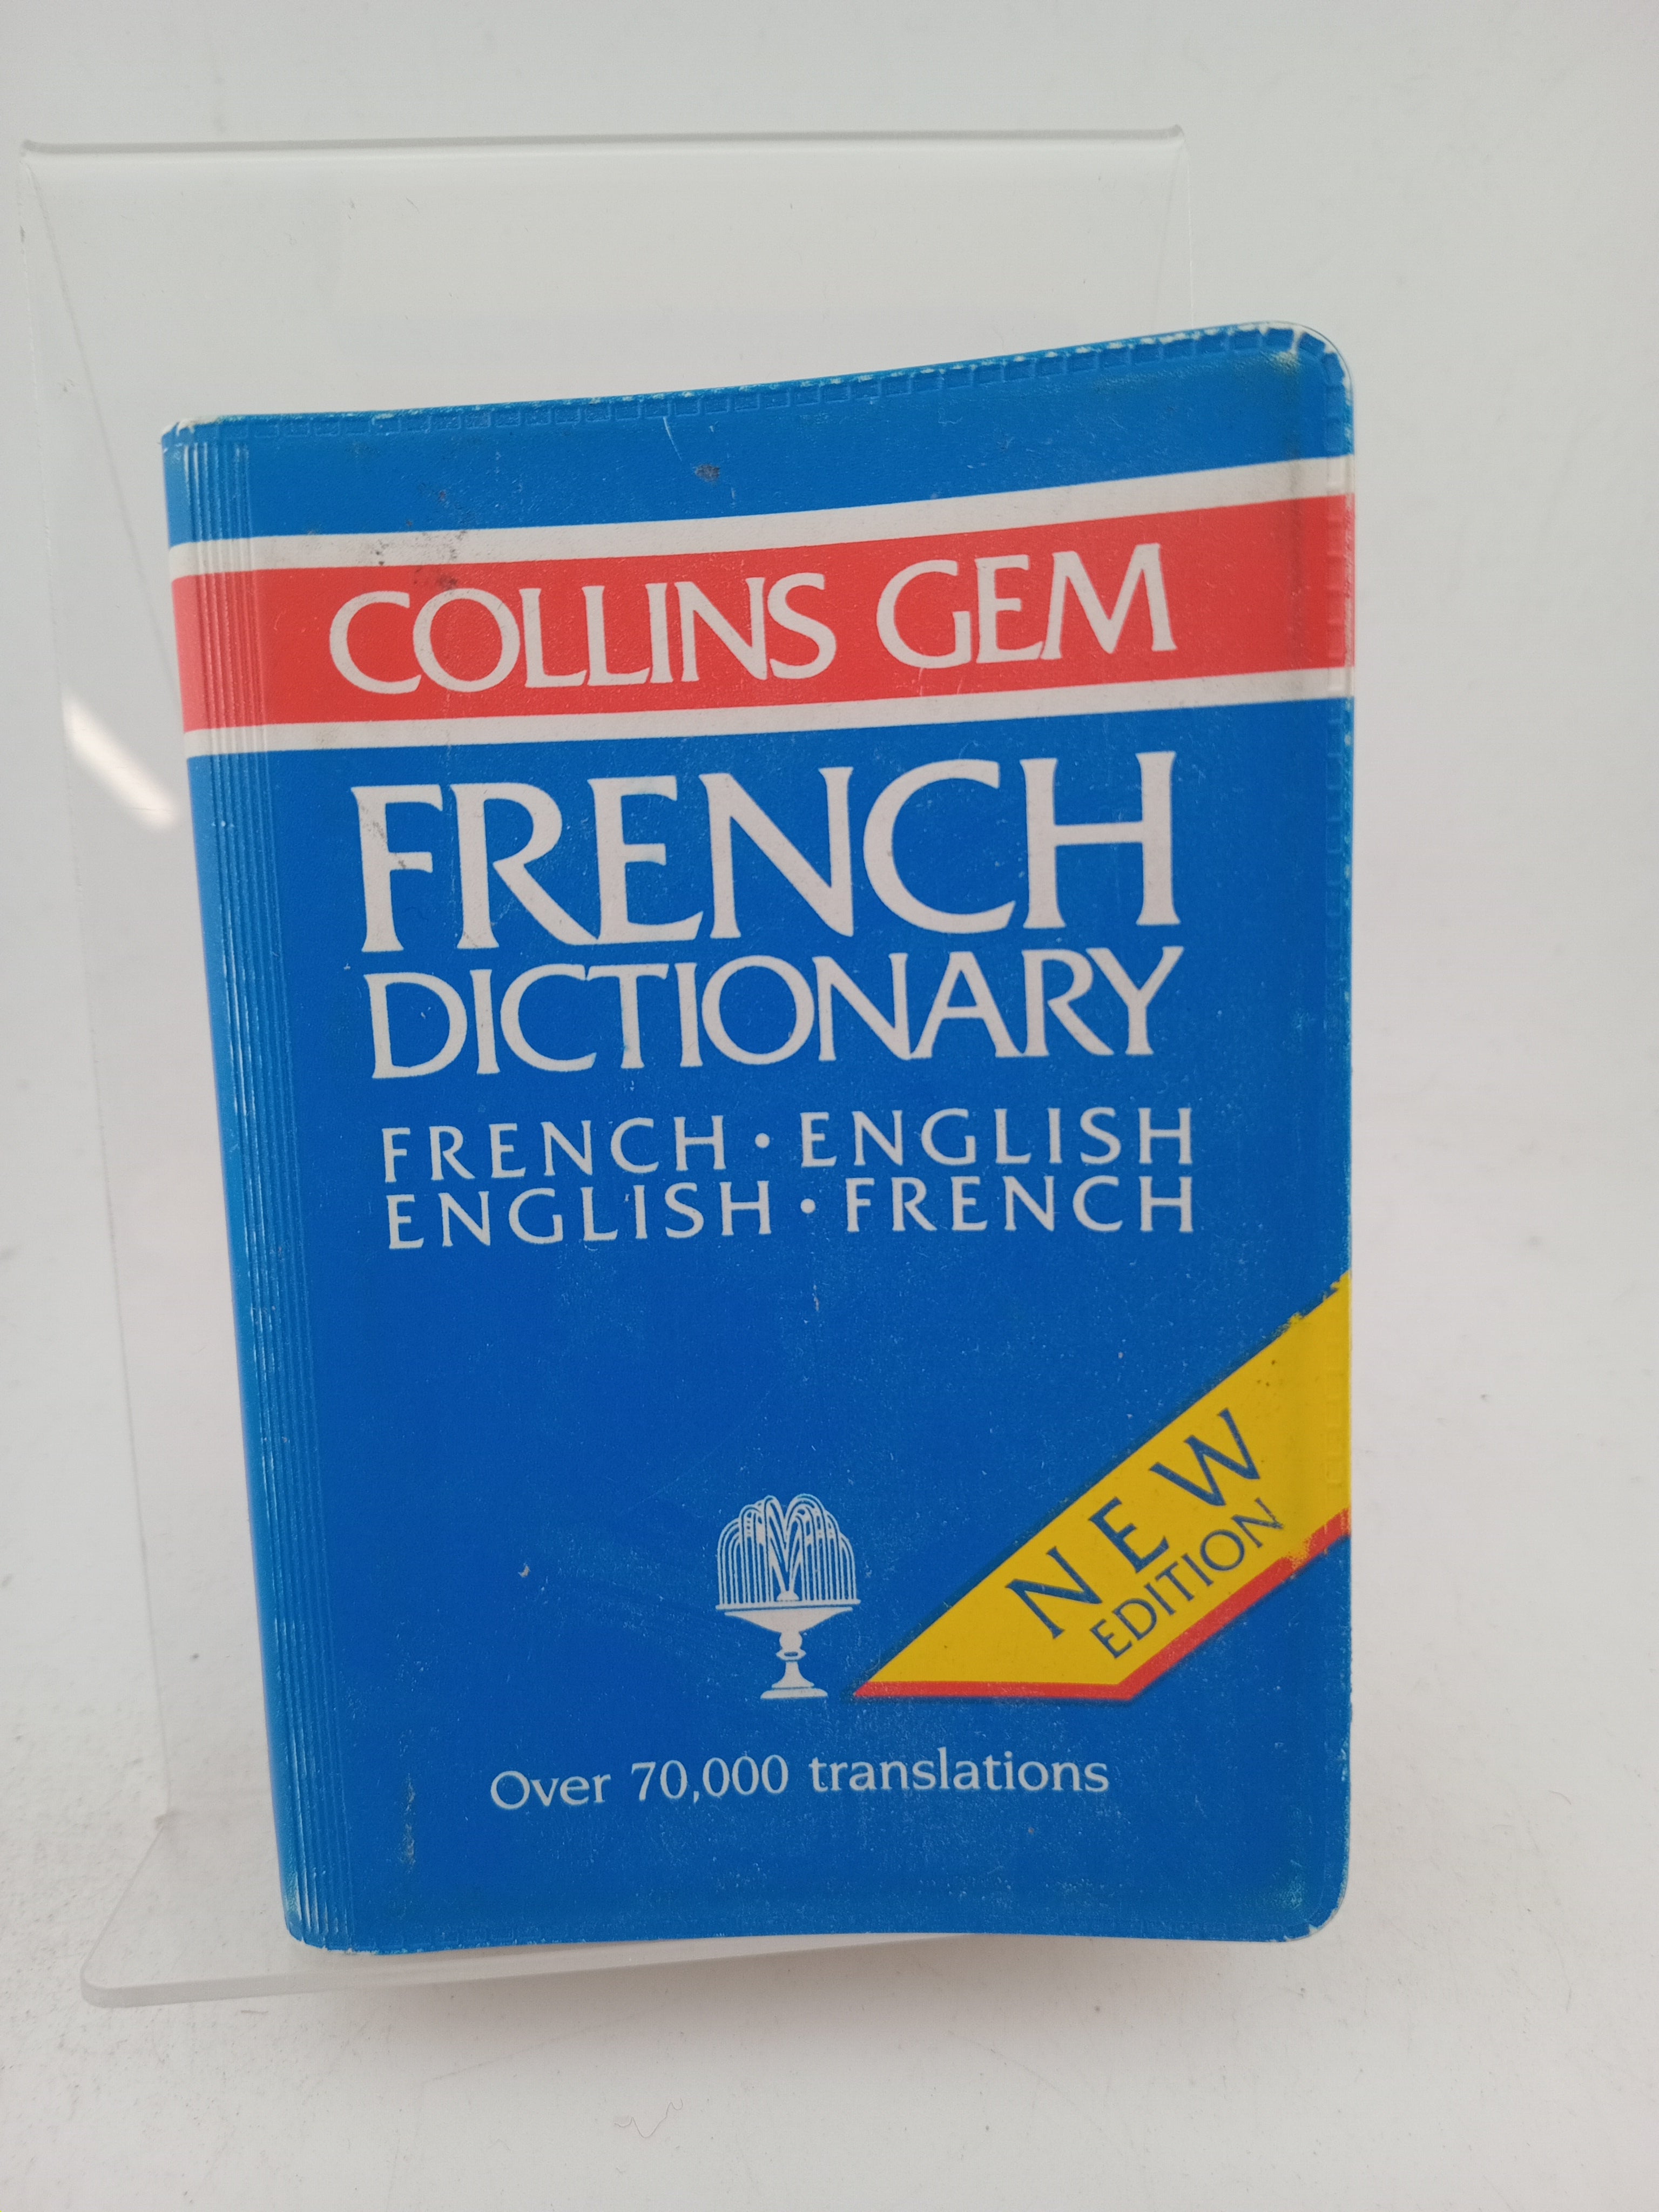 COLLINS GEM
FRENCH
DICTIONARY
FRENCH • ENGLISH
ENGLISH • FRENCH
NEW
EDITION
Over 70,000 translations